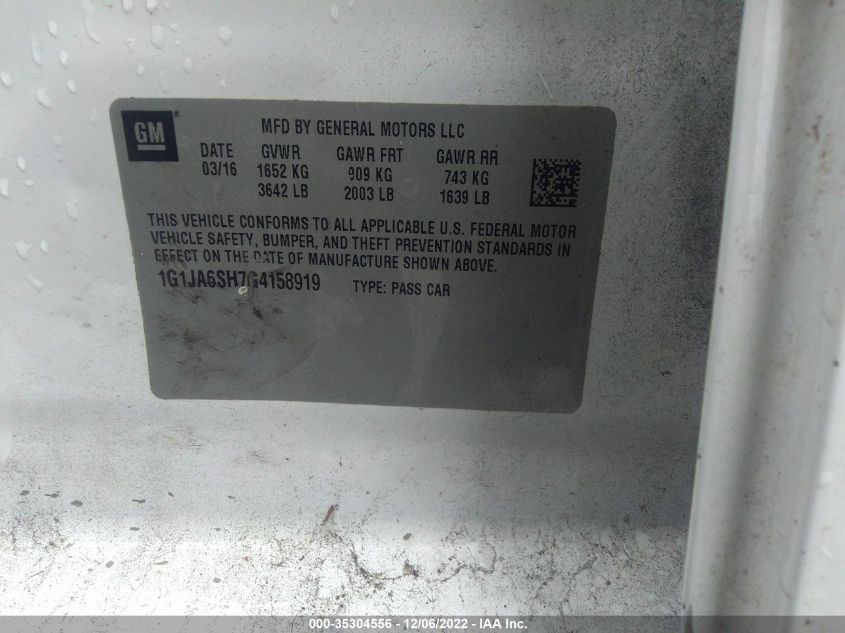 GM ®
MFD BY GENERAL MOTORS LLC
DATE GVWR GAWR FRT GAWR RR
03/16 1652 KG 909 KG 743 KG
3642 LB 2003 LB 1639 LB
THIS VEHICLE CONFORMS TO ALL APPLICABLE U.S. FEDERAL MOTOR
VEHICLE SAFETY, BUMPER, AND THEFT PREVENTION STANDARDS IN
EFFECT ON THE DATE OF MANUFACTURE SHOWN ABOVE.
1G1JA6SH7G4158919 TYPE: PASS CAR
000-35304556 - 12/06/2022 - IAA Inc.